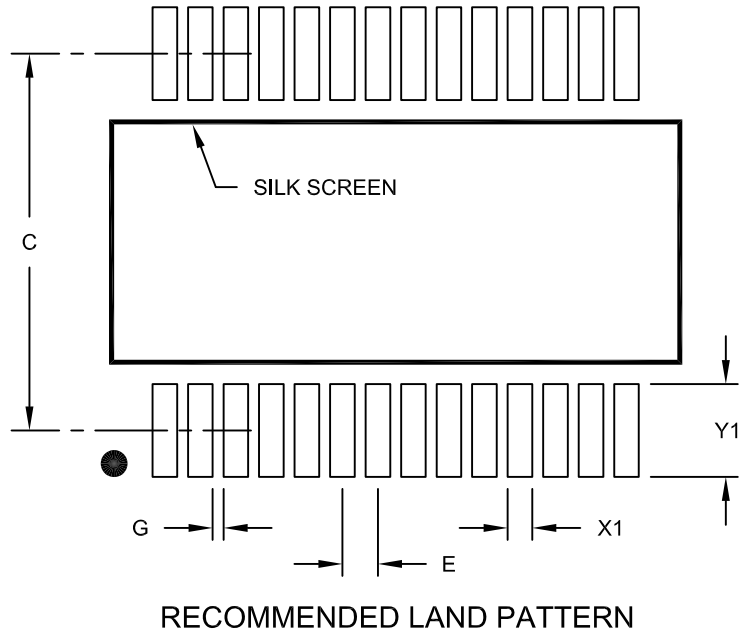 SILK SCREEN
C
Y1
G
X1
E
RECOMMENDED LAND PATTERN